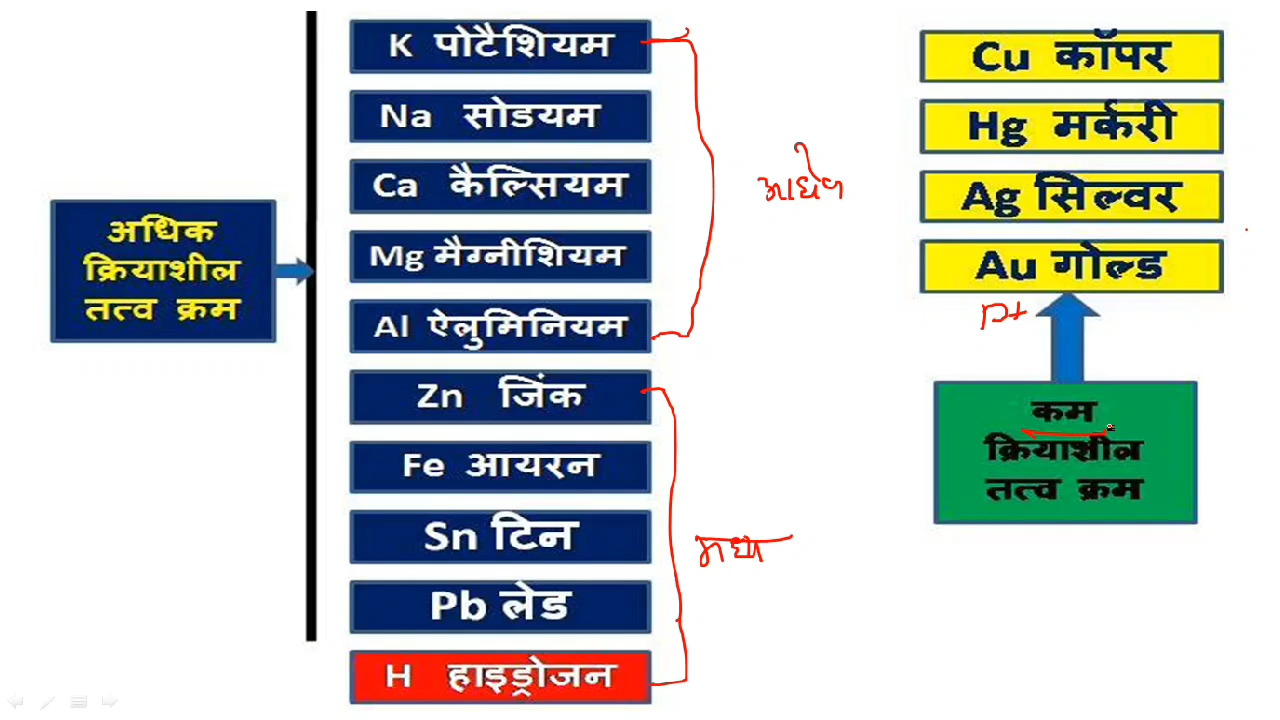 अधिक
क्रियाशील
तत्व क्रम
K पोटैशियम
Na सोडयम
Ca कैल्सियम
Mg मैग्नीशियम
Al ऐलुमिनियम
Zn जिंक
Fe आयरन
Sn टिन
Pb लेड
H हाइड्रोजन
Cu कॉपर
Hg मर्करी
Ag सिल्वर
Au गोल्ड
Pt
कम
क्रियाशील
तत्व क्रम